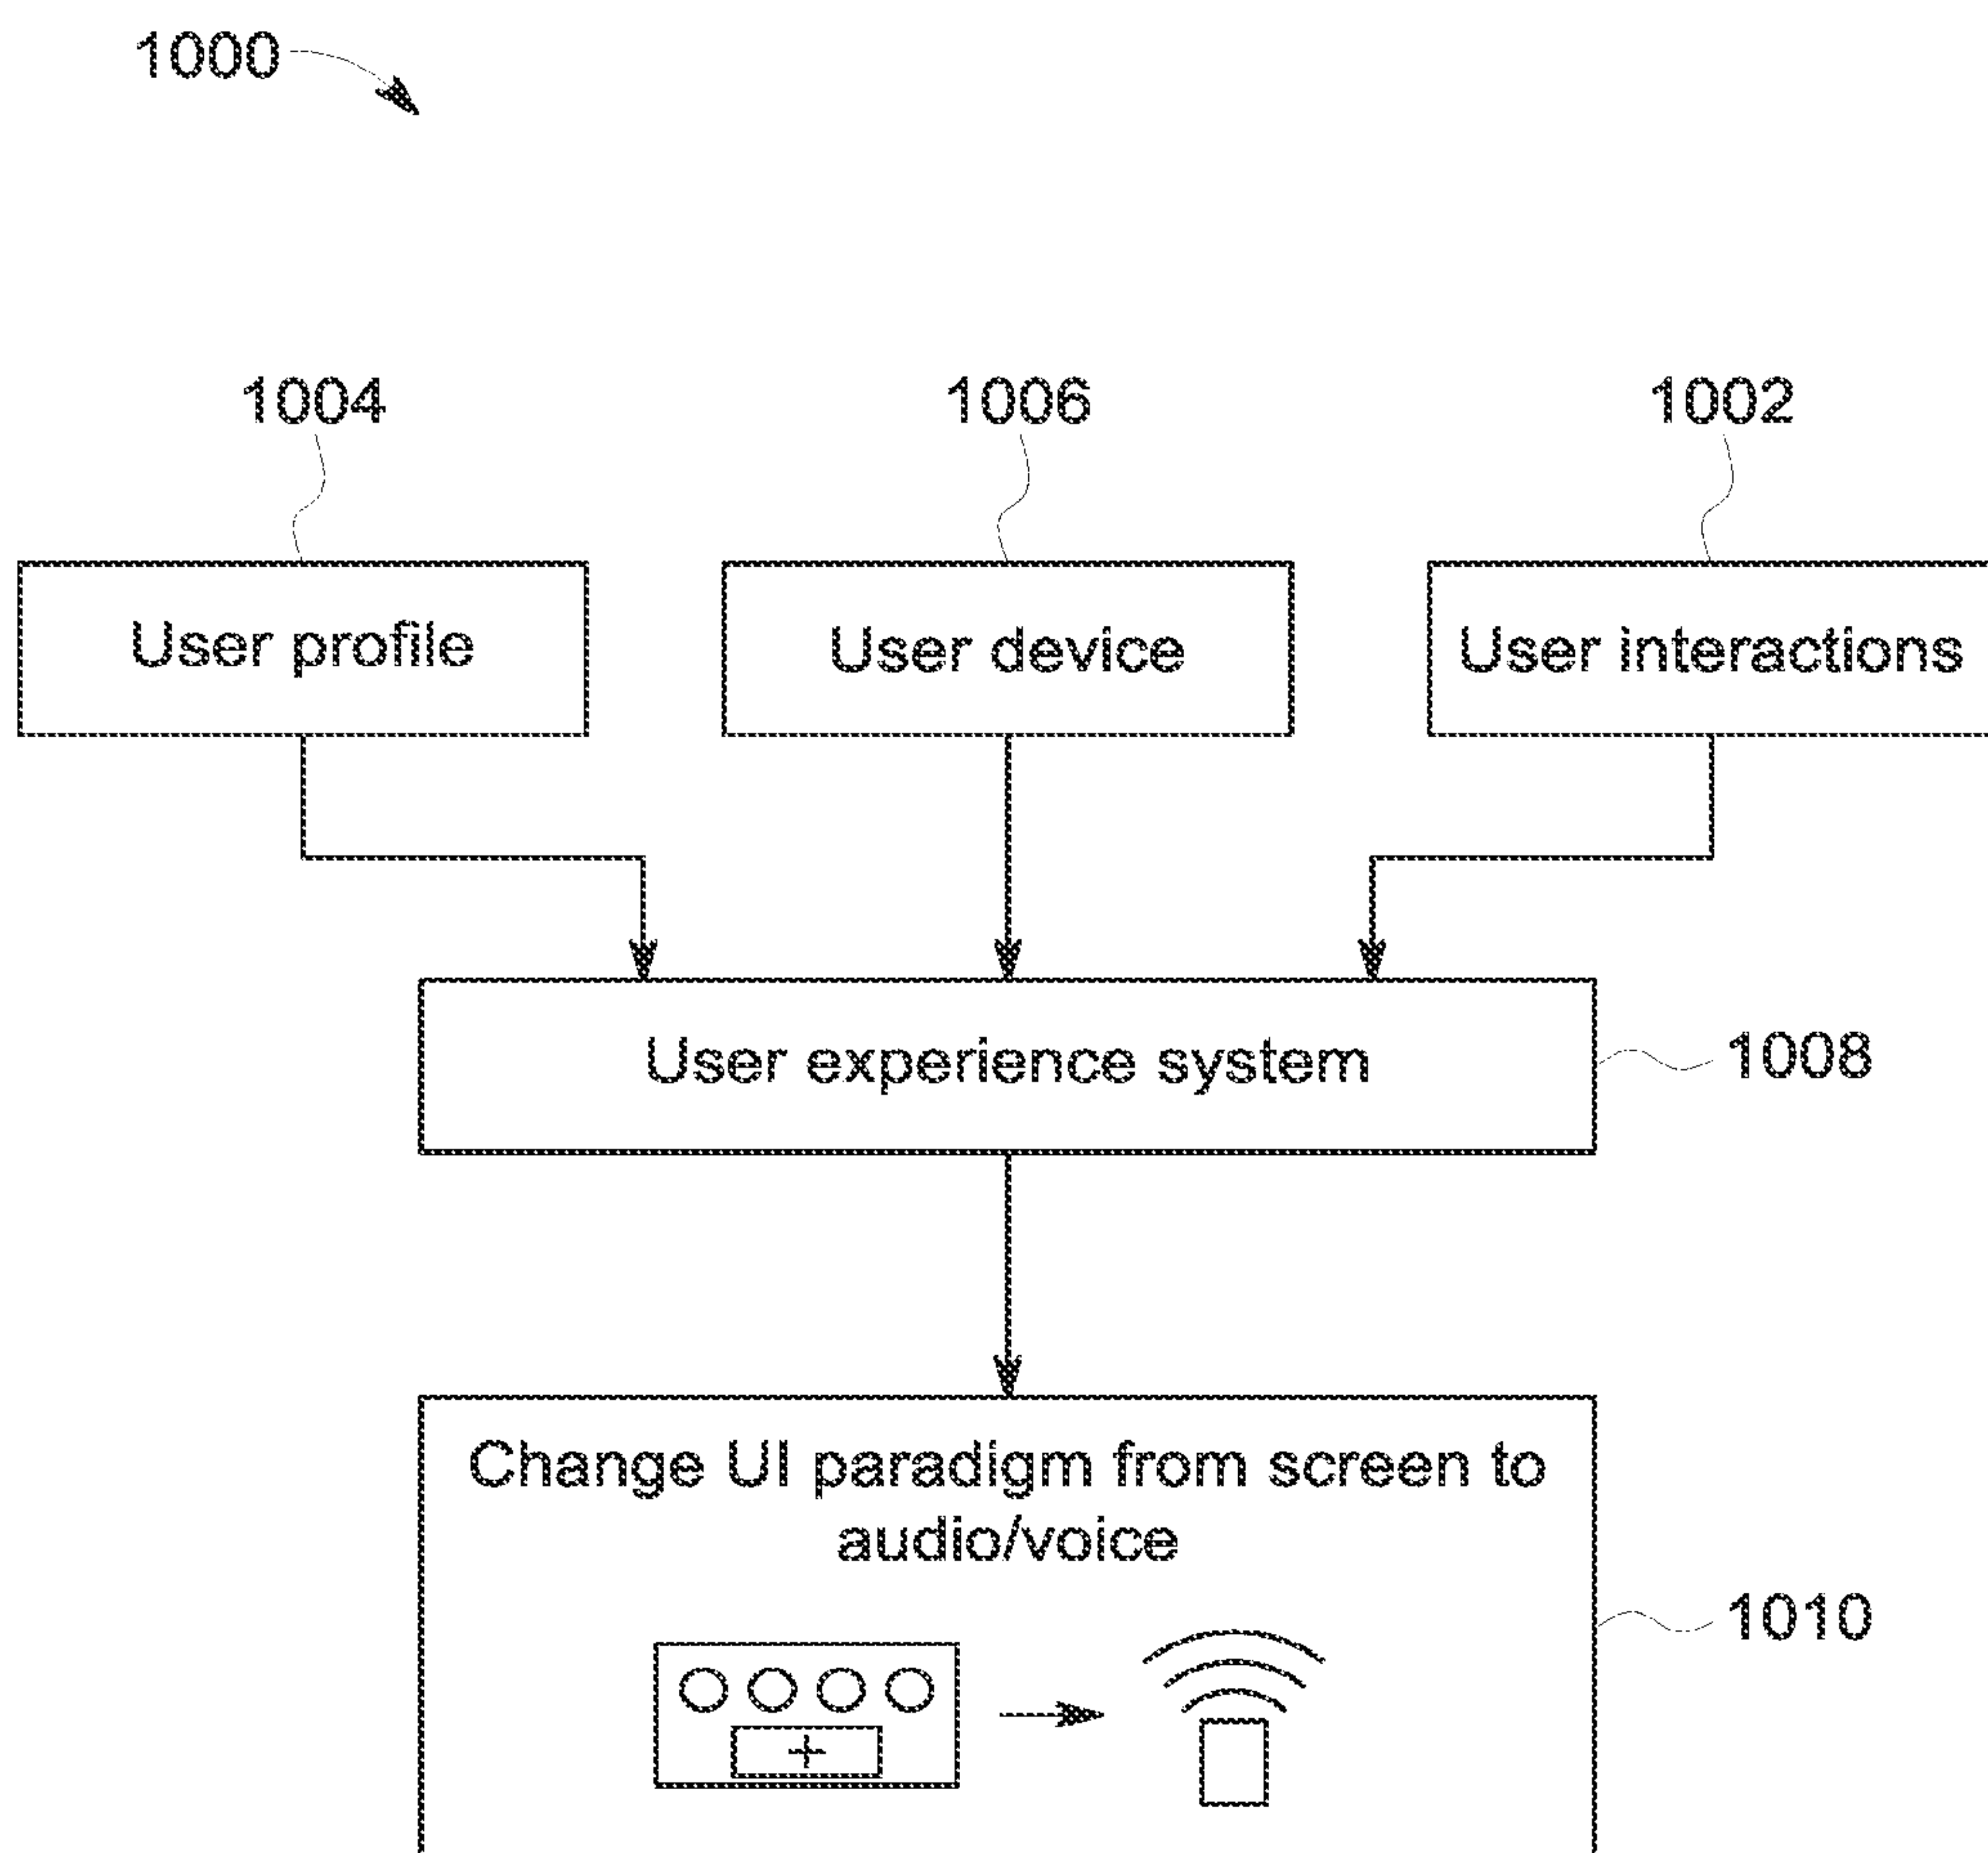 1000
1004
1006
1002
User profile
User device
User interactions
User experience system
1008
Change UI paradigm from screen to
audio/voice
1010
+